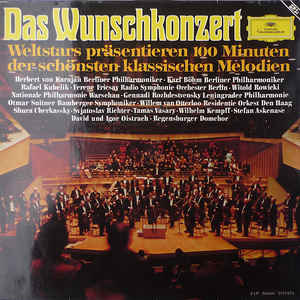 Das Wunschkonzert
Weltstars präsentieren 100 Minuten
der schönsten klassischen Melodien
Herbert von Karajan Berliner Philharmoniker · Karl Böhm Berliner Philharmoniker
Rafael Kubelik · Ferenc Fricsay Radio Symphonie Orchester Berlin · Witold Rowicki
Nationale Philharmonie Warschau · Gennadi Roshdestwensky Leningrader Philharmonie
Otmar Suitner Bamberger Symphoniker · Willem van Otterloo Residentie Orkest Den Haag
Shura Cherkassky · Svjatoslav Richter · Tamas Vasary · Wilhelm Kempff · Stefan Askenase
David und Igor Oistrach · Regensburger Domchor